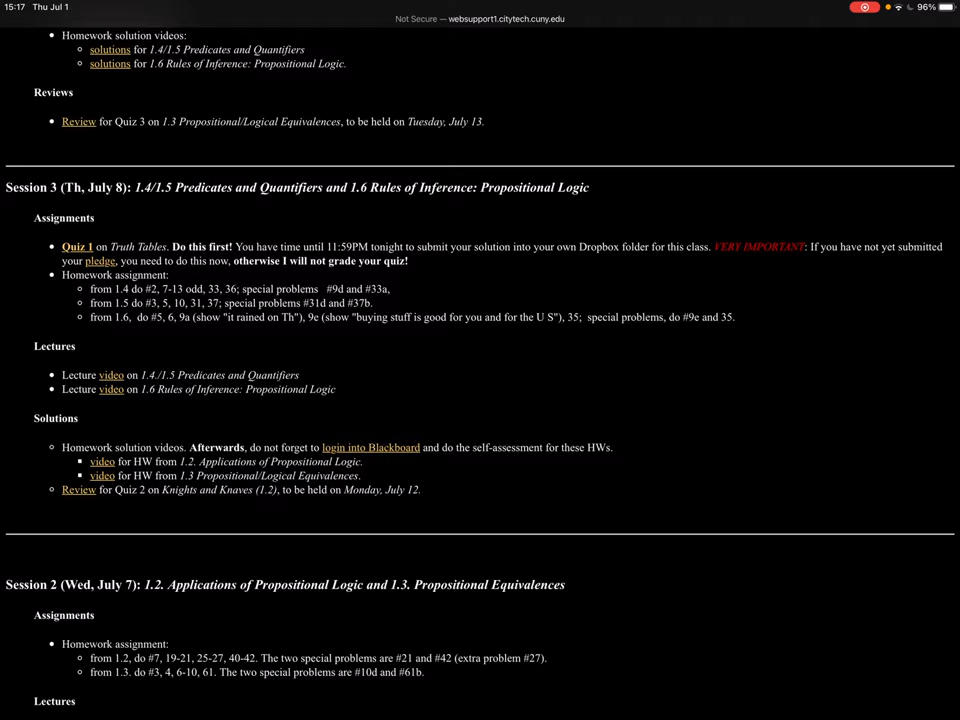 15:17 Thu Jul 1
96%
Not Secure — websupport1.citytech.cuny.edu
Homework solution videos:
solutions for 1.4/1.5 Predicates and Quantifiers
solutions for 1.6 Rules of Inference: Propositional Logic.
Reviews
Review for Quiz 3 on 1.3 Propositional/Logical Equivalences, to be held on Tuesday, July 13.
Session 3 (Th, July 8): 1.4/1.5 Predicates and Quantifiers and 1.6 Rules of Inference: Propositional Logic
Assignments
Quiz 1 on Truth Tables. Do this first! You have time until 11:59PM tonight to submit your solution into your own Dropbox folder for this class. VERY IMPORTANT: If you have not yet submitted
your pledge, you need to do this now, otherwise I will not grade your quiz!
Homework assignment:
from 1.4 do #2, 7-13 odd, 33, 36; special problems #9d and #33a,
from 1.5 do #3, 5, 10, 31, 37; special problems #31d and #37b.
from 1.6, do #5, 6, 9a (show "it rained on Th"), 9e (show "buying stuff is good for you and for the U S"), 35; special problems, do #9e and 35.
Lectures
Lecture video on 1.4./1.5 Predicates and Quantifiers
Lecture video on 1.6 Rules of Inference: Propositional Logic
Solutions
Homework solution videos. Afterwards, do not forget to login into Blackboard and do the self-assessment for these HWs.
video for HW from 1.2. Applications of Propositional Logic.
video for HW from 1.3 Propositional/Logical Equivalences.
Review for Quiz 2 on Knights and Knaves (1.2), to be held on Monday, July 12.
Session 2 (Wed, July 7): 1.2. Applications of Propositional Logic and 1.3. Propositional Equivalences
Assignments
Homework assignment:
from 1.2, do #7, 19-21, 25-27, 40-42. The two special problems are #21 and #42 (extra problem #27).
from 1.3. do #3, 4, 6-10, 61. The two special problems are #10d and #61b.
Lectures